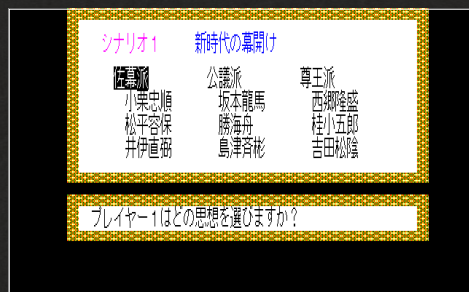 シナリオ1 新時代の幕開け
佐幕派 公議派 尊王派
小栗忠順 坂本龍馬 西郷隆盛
松平容保 勝海舟 桂小五郎
井伊直弼 島津斉彬 吉田松陰
プレイヤー1はどの思想を選びますか?